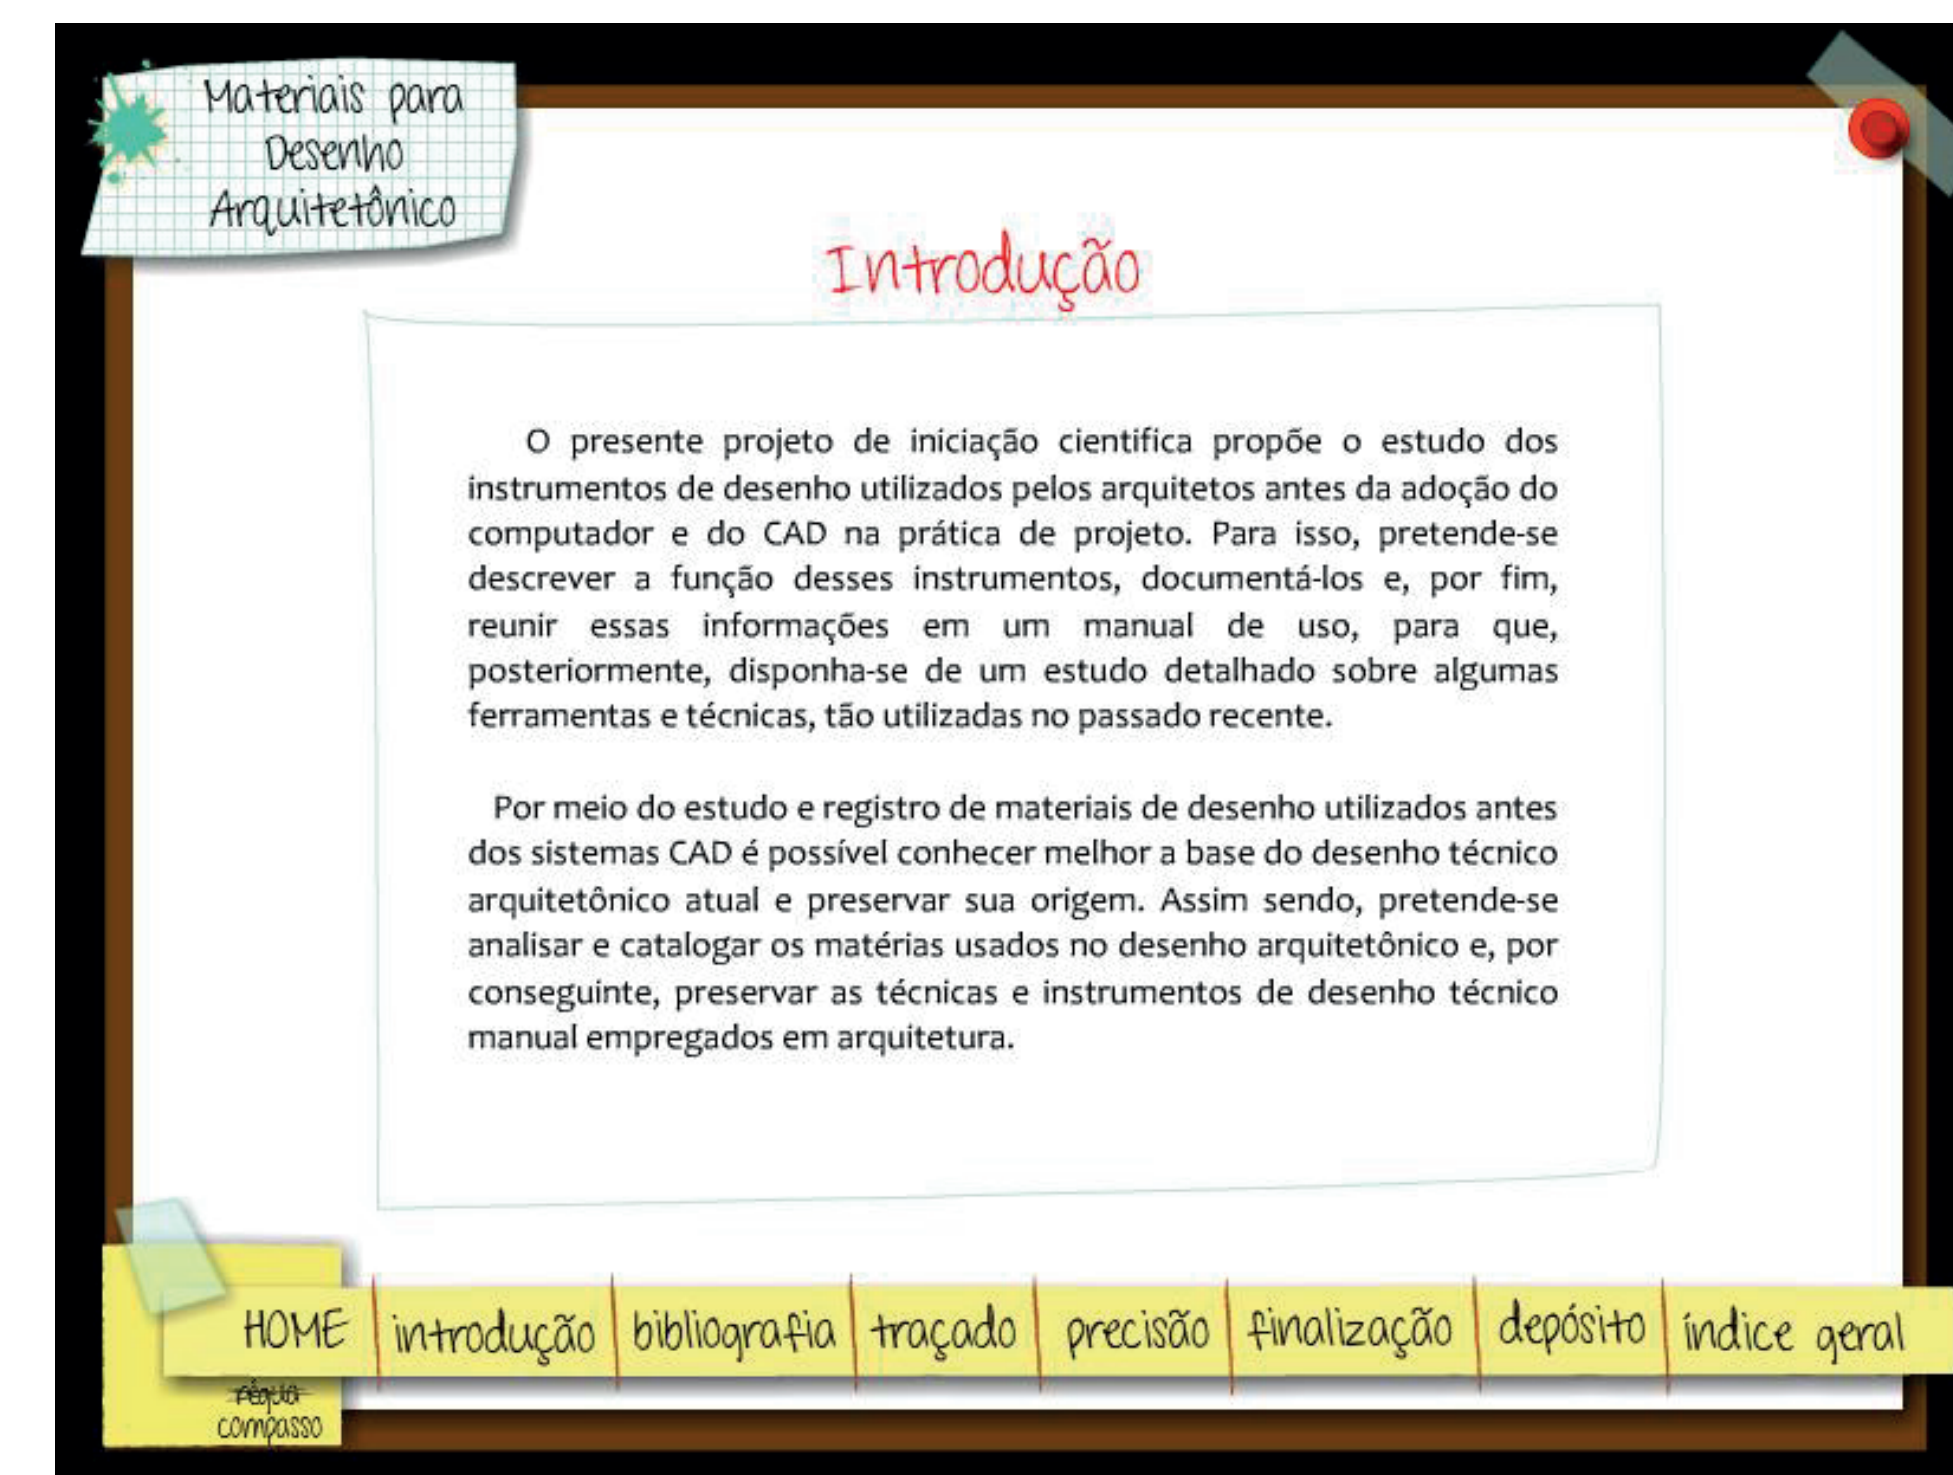 Materiais para
Desenho
Arquitetônico
Introdução
O presente projeto de iniciação cientifica propõe o estudo dos
instrumentos de desenho utilizados pelos arquitetos antes da adoção do
computador e do CAD na prática de projeto. Para isso, pretende-se
descrever a função desses instrumentos, documentá-los e, por fim,
reunir essas informações em um manual de uso, para que,
posteriormente, disponha-se de um estudo detalhado sobre algumas
ferramentas e técnicas, tão utilizadas no passado recente.
Por meio do estudo e registro de materiais de desenho utilizados antes
dos sistemas CAD é possível conhecer melhor a base do desenho técnico
arquitetônico atual e preservar sua origem. Assim sendo, pretende-se
analisar e catalogar os matérias usados no desenho arquitetônico e, por
conseguinte, preservar as técnicas e instrumentos de desenho técnico
manual empregados em arquitetura.
HOME introdução bibliografia traçado precisão finalização depósito índice geral
régua
compasso